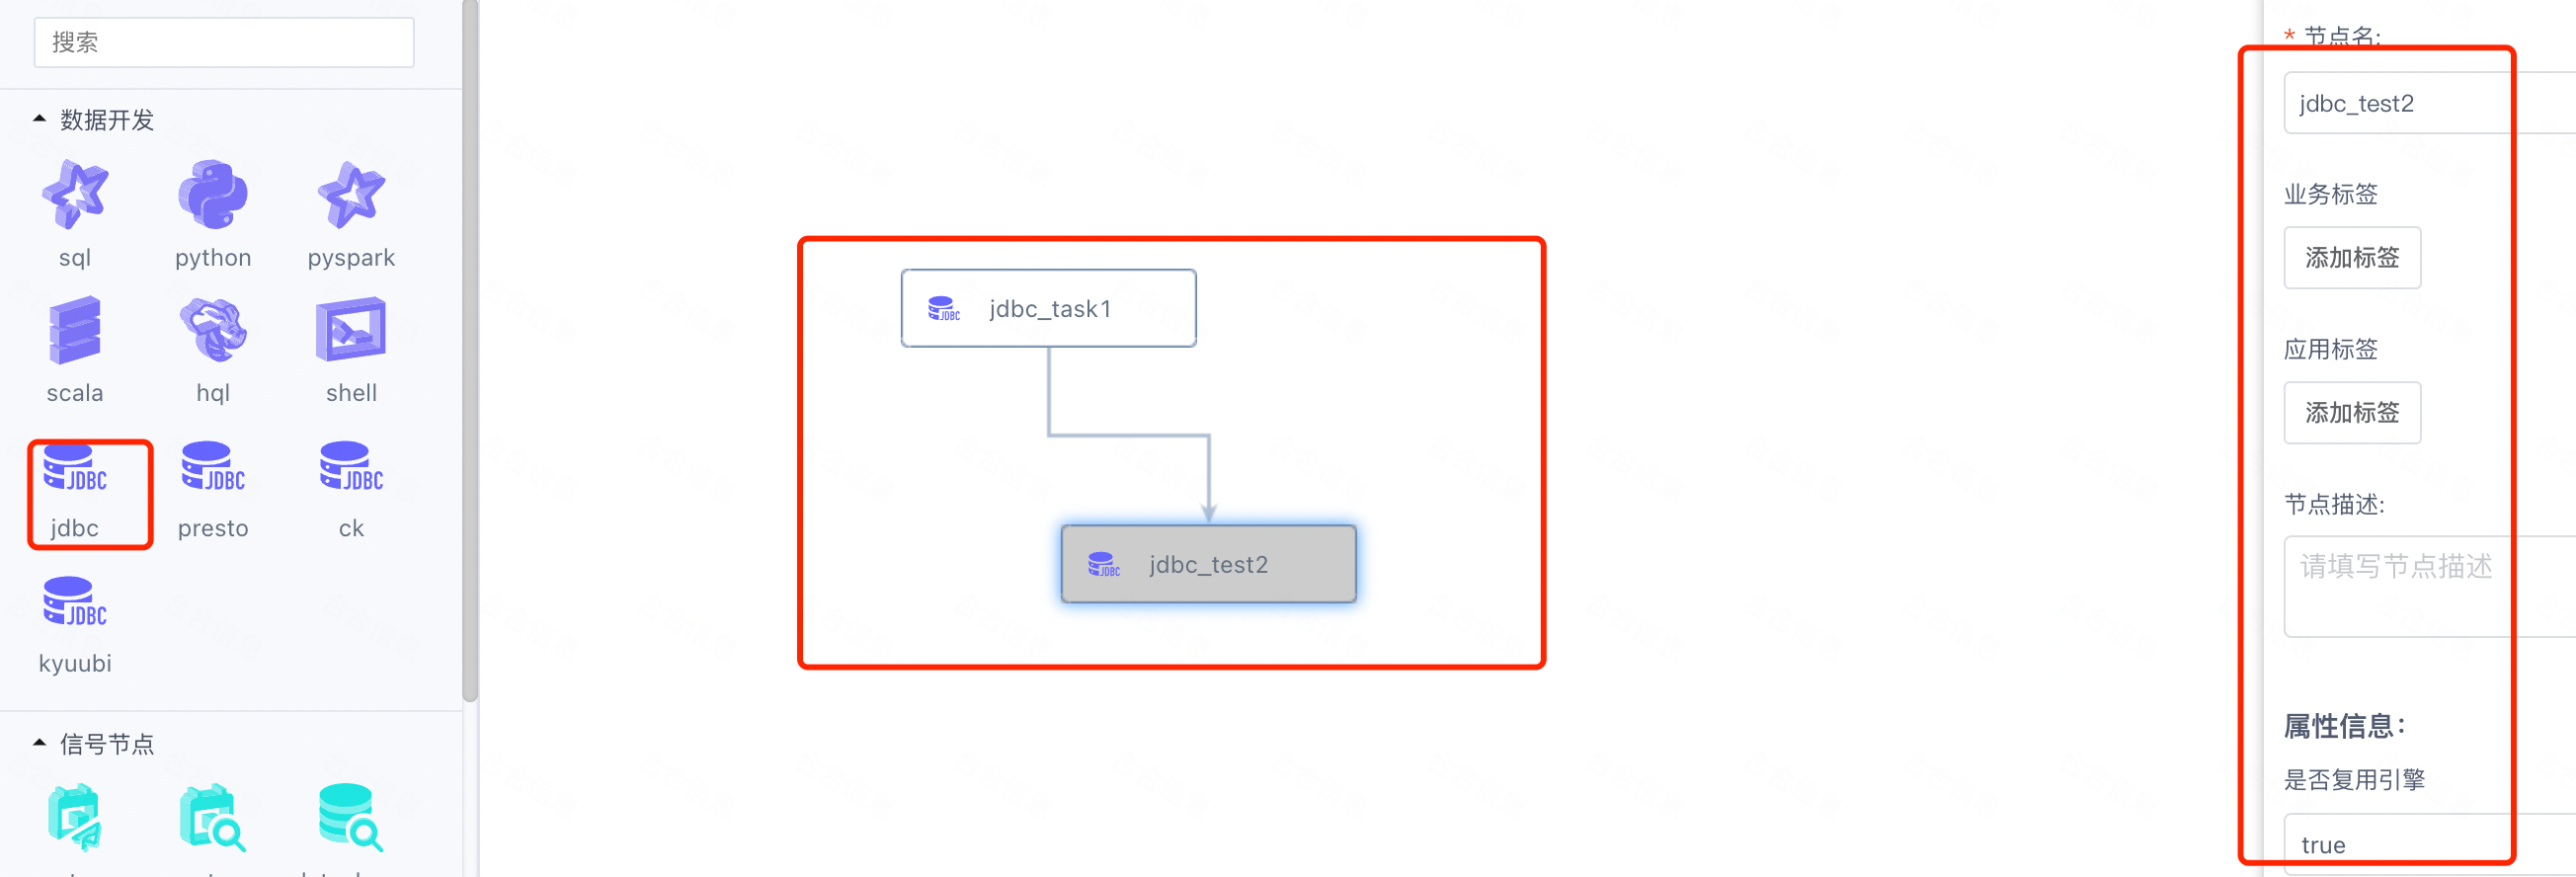 搜索
数据开发
sql
python
pyspark
scala
hql
shell
JDBC
JDBC
JDBC
jdbc
presto
ck
JDBC
kyuubi
信号节点
JDBC
jdbc_task1
JDBC
jdbc_test2
* 节点名:
jdbc_test2
业务标签
添加标签
应用标签
添加标签
节点描述:
请填写节点描述
属性信息：
是否复用引擎
true